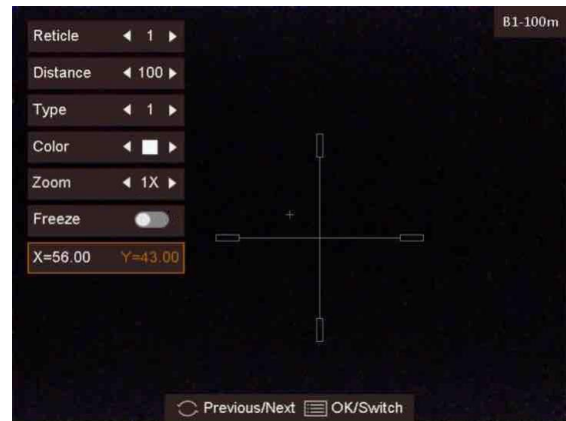 B1-100m
Reticle 1
Distance 100
Type 1
Color
Zoom 1X
Freeze
X=56.00 Y=43.00
Previous/Next OK/Switch